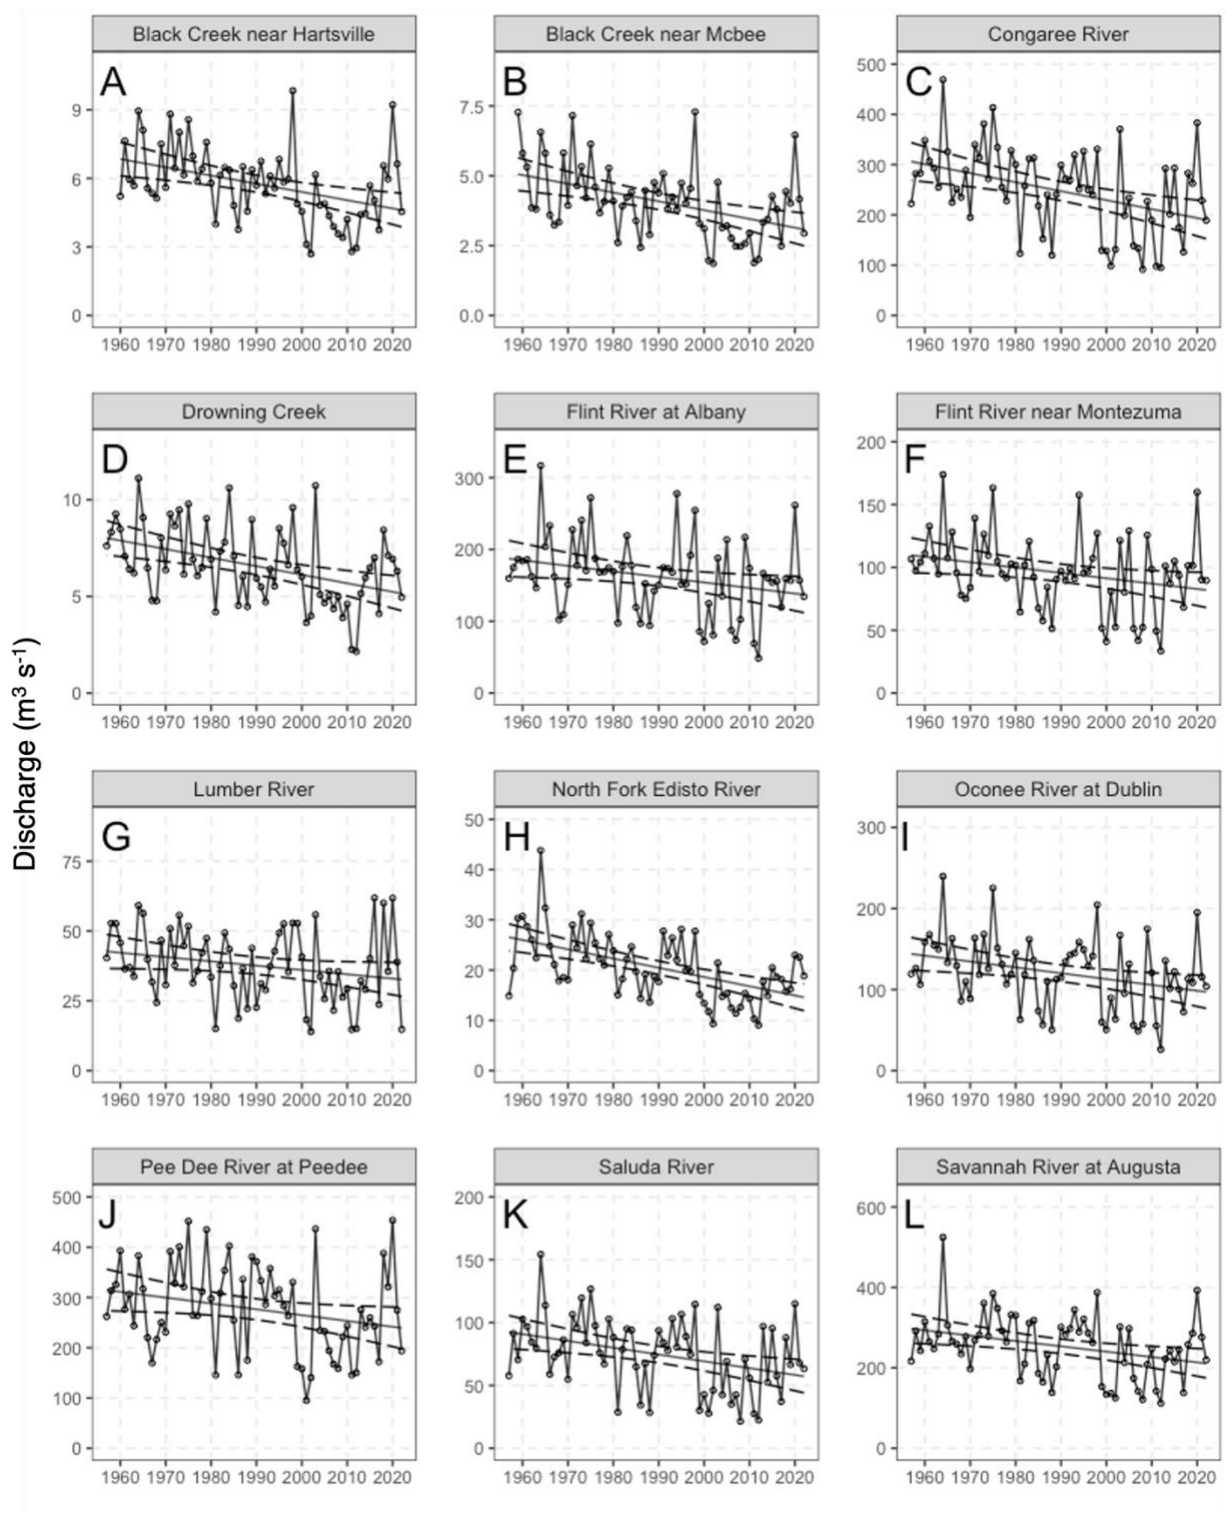 Discharge (m³ s⁻¹)
Black Creek near Hartsville
A
9
6
3
0
1960 1970 1980 1990 2000 2010 2020
Black Creek near Mcbee
B
7.5
5.0
2.5
0.0
1960 1970 1980 1990 2000 2010 2020
Congaree River
C
500
400
300
200
100
0
1960 1970 1980 1990 2000 2010 2020
Drowning Creek
D
10
5
0
1960 1970 1980 1990 2000 2010 2020
Flint River at Albany
E
300
200
100
0
1960 1970 1980 1990 2000 2010 2020
Flint River near Montezuma
F
200
150
100
50
0
1960 1970 1980 1990 2000 2010 2020
Lumber River
G
75
50
25
0
1960 1970 1980 1990 2000 2010 2020
North Fork Edisto River
H
50
40
30
20
10
0
1960 1970 1980 1990 2000 2010 2020
Oconee River at Dublin
I
300
200
100
0
1960 1970 1980 1990 2000 2010 2020
Pee Dee River at Peedee
J
500
400
300
200
100
0
1960 1970 1980 1990 2000 2010 2020
Saluda River
K
200
150
100
50
0
1960 1970 1980 1990 2000 2010 2020
Savannah River at Augusta
L
600
400
200
0
1960 1970 1980 1990 2000 2010 2020